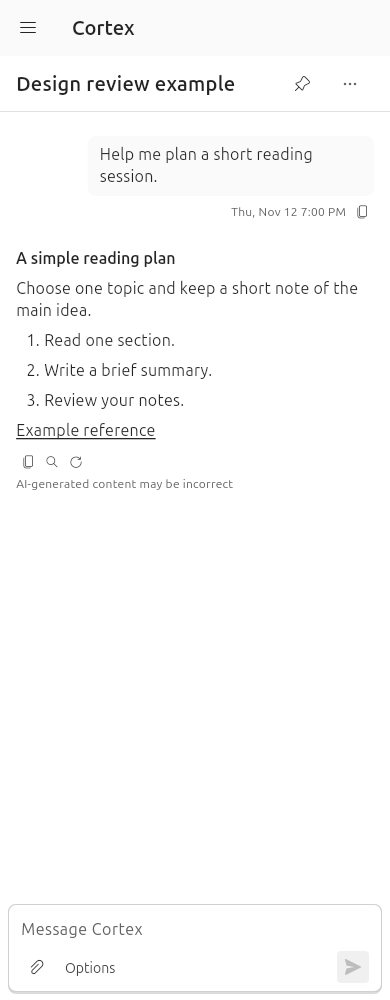 Cortex
Design review example
Help me plan a short reading
session.
Thu, Nov 12 7:00 PM
A simple reading plan
Choose one topic and keep a short note of the
main idea.
1. Read one section.
2. Write a brief summary.
3. Review your notes.
Example reference
AI-generated content may be incorrect
Message Cortex
Options